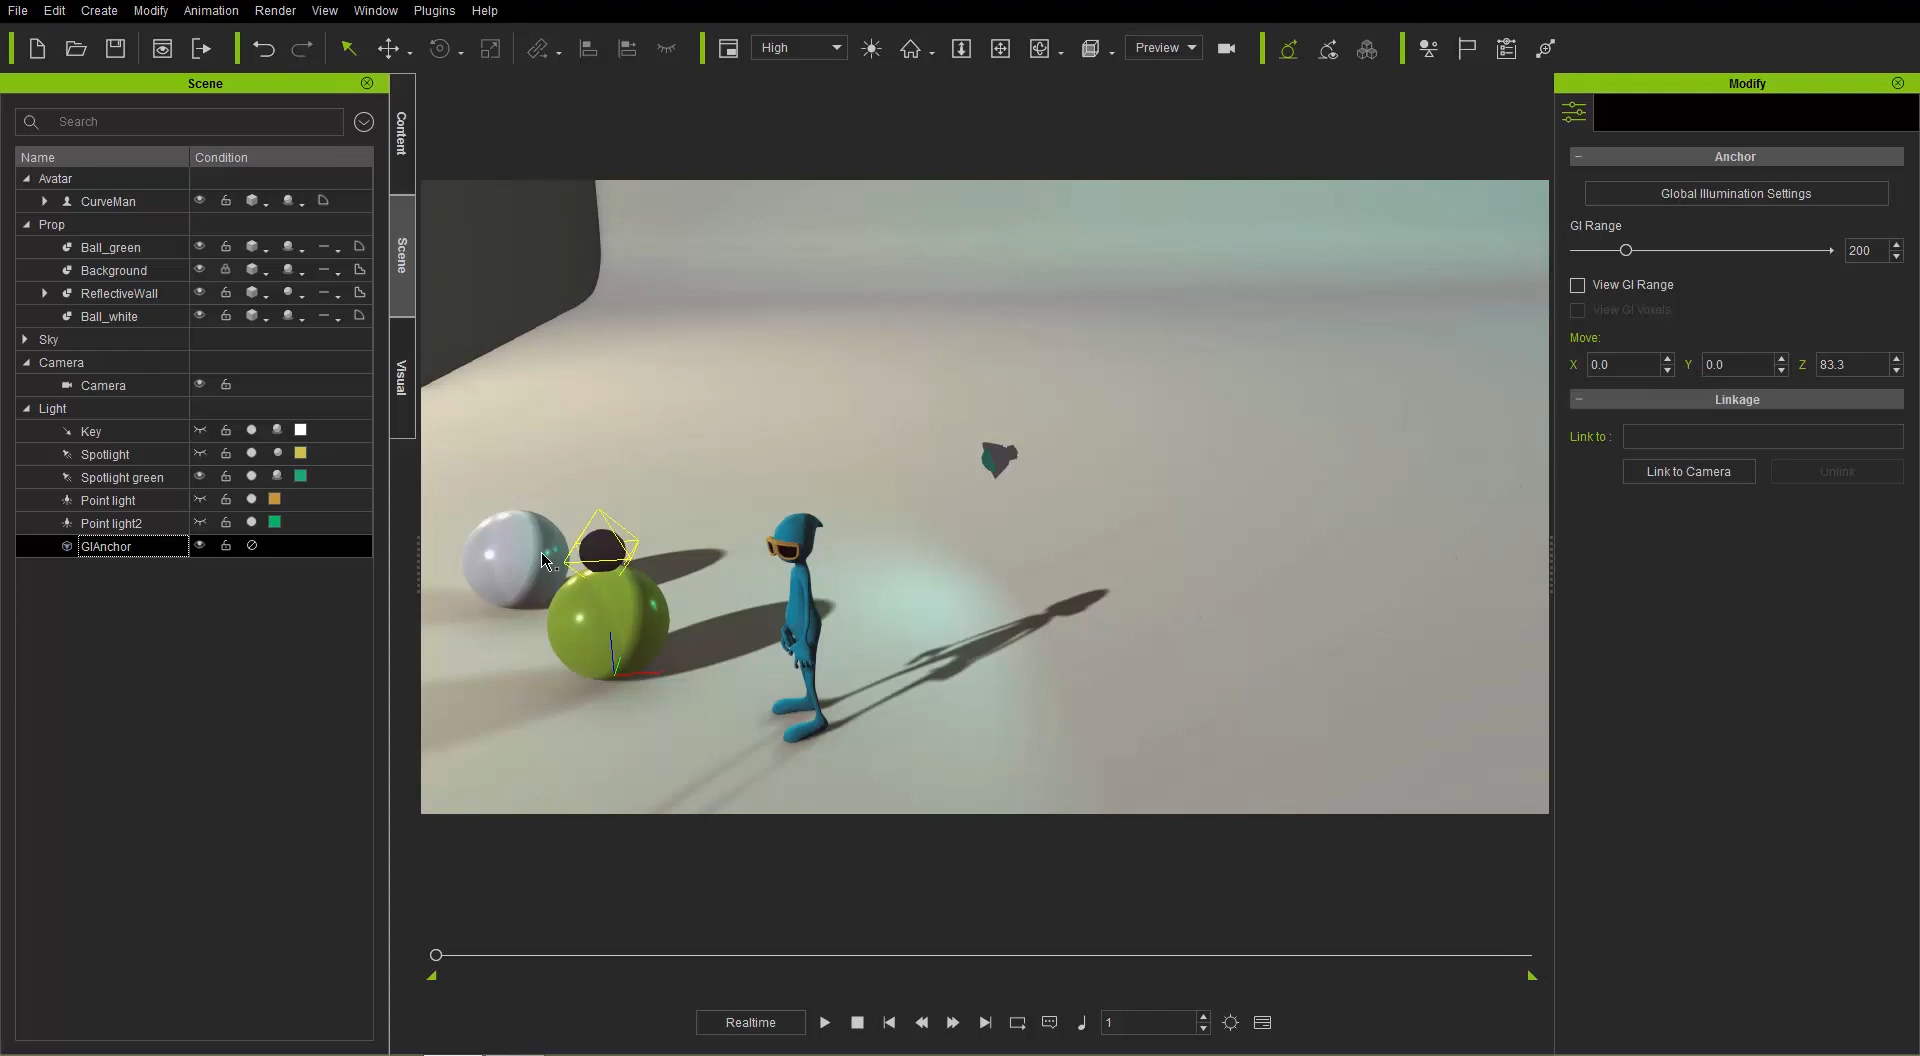 File Edit Create Modify Animation Render View Window Plugins Help
High Preview
Scene
Modify
Search
Name Condition
Avatar
CurveMan
Prop
Ball_green
Background
ReflectiveWall
Ball_white
Sky
Camera
Camera
Light
Key
Spotlight
Spotlight green
Point light
Point light2
GIAnchor
Content
Scene
Visual
Anchor
Global Illumination Settings
GI Range
200
View GI Range
View GI Voxels
Move:
X 0.0 Y 0.0 Z 83.3
Linkage
Link to :
Link to Camera Unlink
Realtime 1